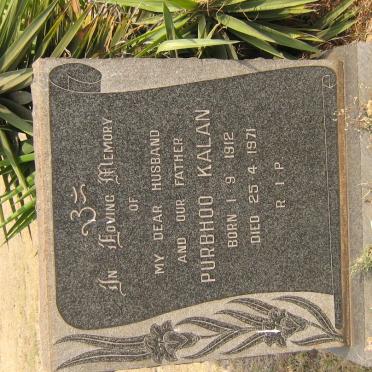 ॐ
In Loving Memory
OF
MY DEAR HUSBAND
AND OUR FATHER
PURBHOO KALAN
BORN 1 9 1912
DIED 25 4 1971
R I P